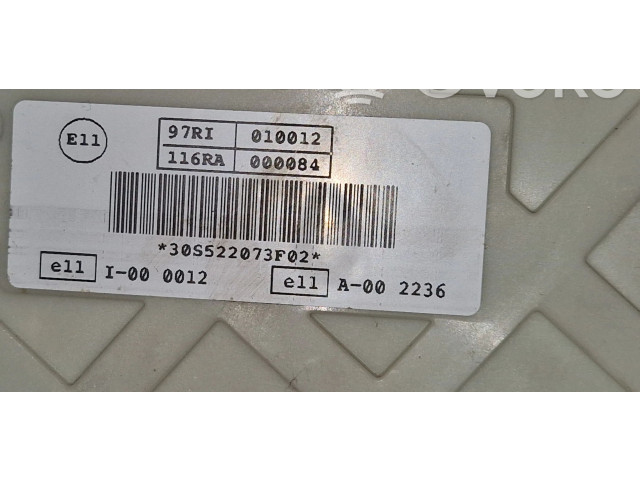 E11
97RI 010012
116RA 000084
*30S522073F02*
e11 I-00 0012
e11 A-00 2236